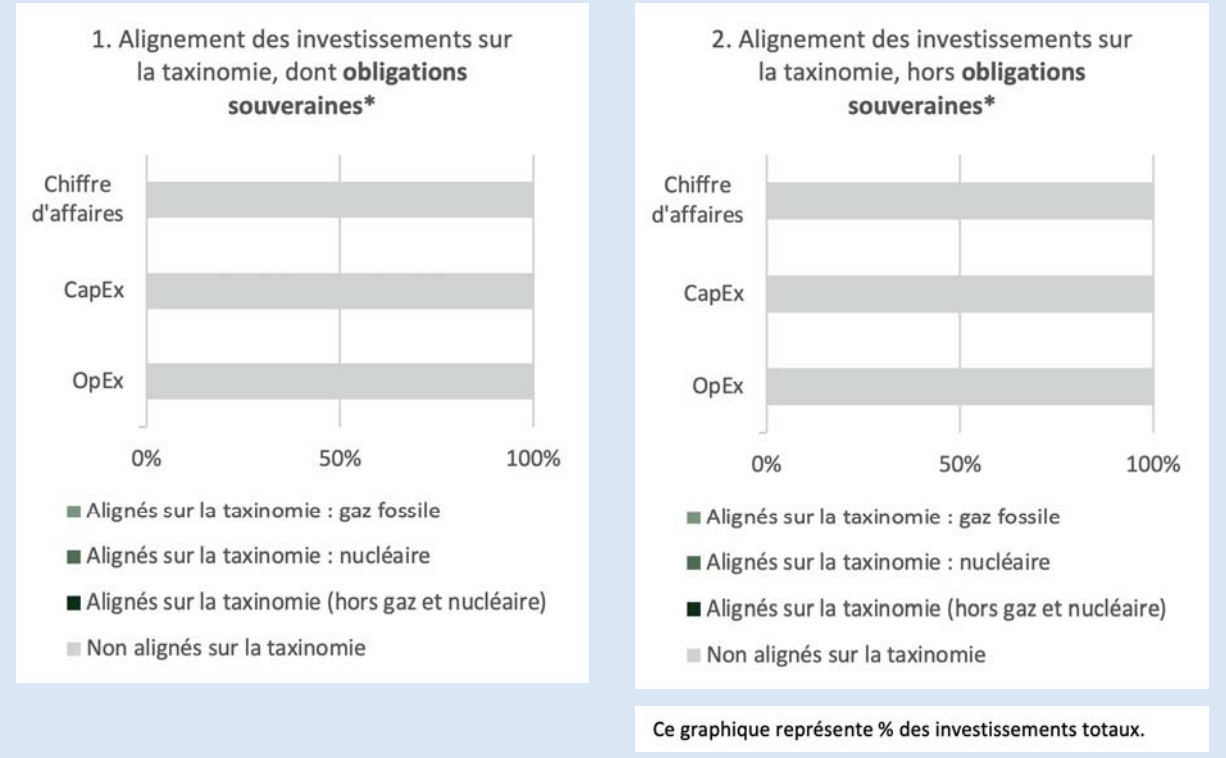 1. Alignement des investissements sur
la taxinomie, dont obligations
souveraines*
Chiffre
d'affaires
CapEx
OpEx
0%
50%
100%
Alignés sur la taxinomie : gaz fossile
Alignés sur la taxinomie : nucléaire
Alignés sur la taxinomie (hors gaz et nucléaire)
Non alignés sur la taxinomie
2. Alignement des investissements sur
la taxinomie, hors obligations
souveraines*
Chiffre
d'affaires
CapEx
OpEx
0%
50%
100%
Alignés sur la taxinomie : gaz fossile
Alignés sur la taxinomie : nucléaire
Alignés sur la taxinomie (hors gaz et nucléaire)
Non alignés sur la taxinomie
Ce graphique représente % des investissements totaux.